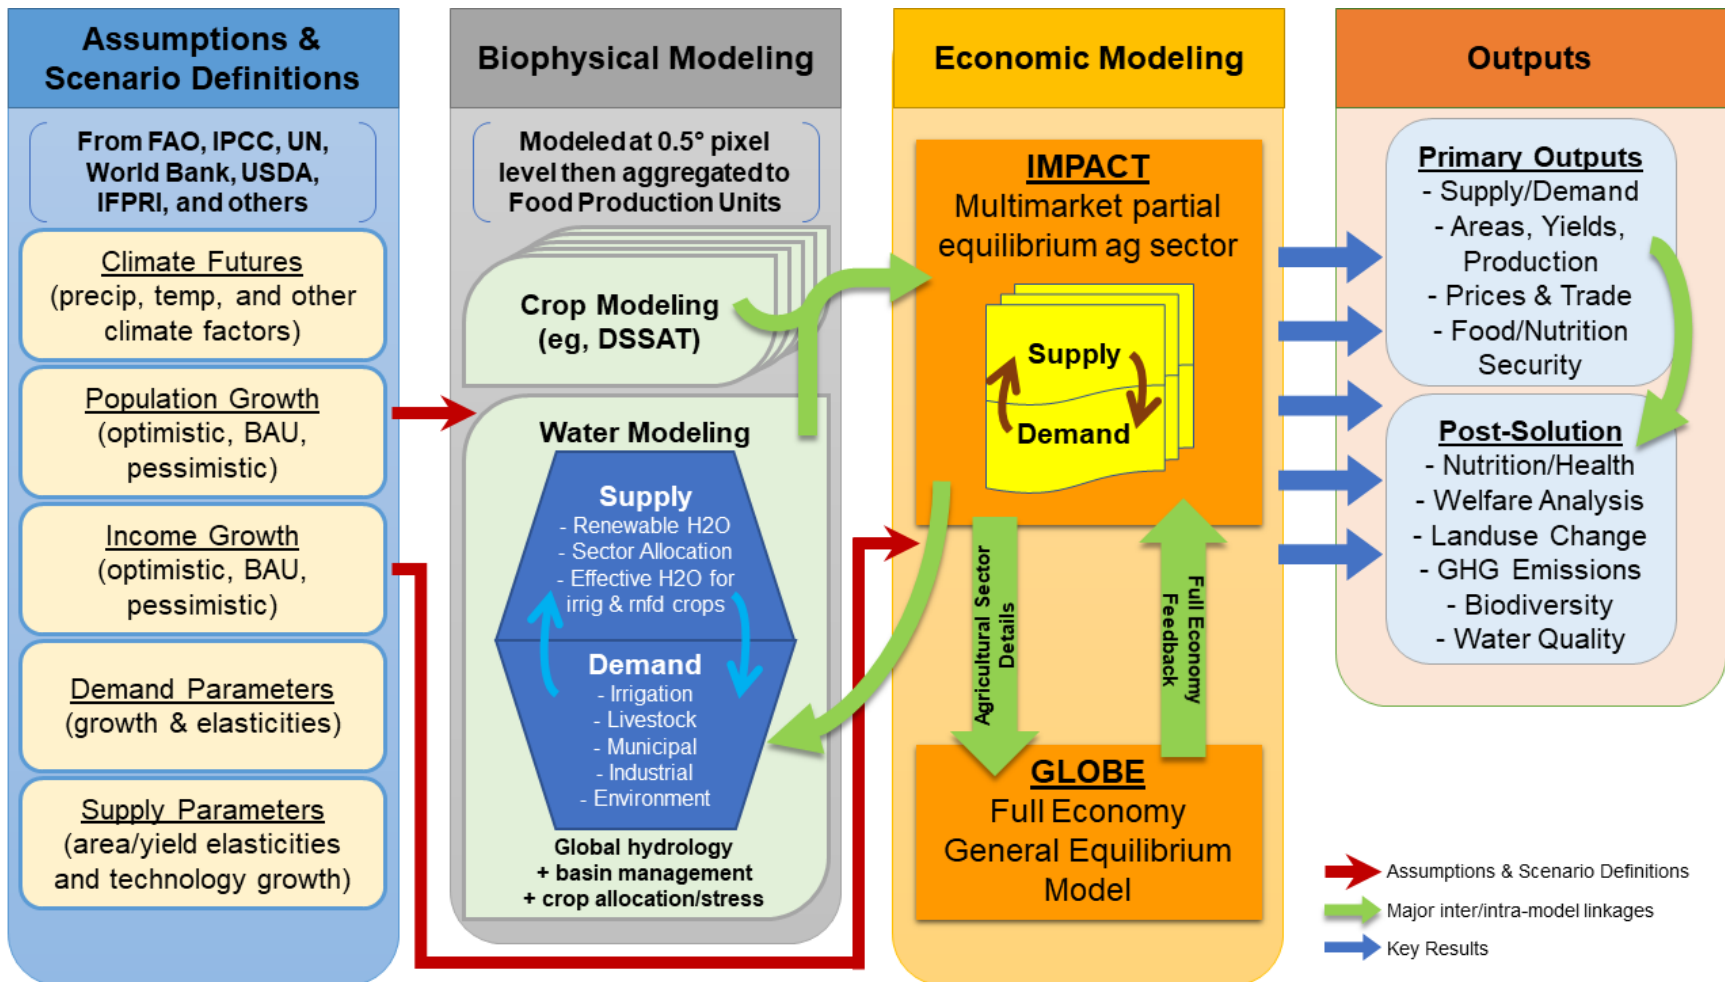 Assumptions &
Scenario Definitions
From FAO, IPCC, UN,
World Bank, USDA,
IFPRI, and others
Climate Futures
(precip, temp, and other
climate factors)
Population Growth
(optimistic, BAU,
pessimistic)
Income Growth
(optimistic, BAU,
pessimistic)
Demand Parameters
(growth & elasticities)
Supply Parameters
(area/yield elasticities
and technology growth)
Biophysical Modeling
Modeled at 0.5° pixel
level then aggregated to
Food Production Units
Crop Modeling
(eg, DSSAT)
Water Modeling
Supply
- Renewable H2O
- Sector Allocation
- Effective H2O for
irrig & rnfd crops
Demand
- Irrigation
- Livestock
- Municipal
- Industrial
- Environment
Global hydrology
+ basin management
+ crop allocation/stress
Economic Modeling
IMPACT
Multimarket partial
equilibrium ag sector
Supply
Demand
Agricultural Sector
Details
Full Economy
Feedback
GLOBE
Full Economy
General Equilibrium
Model
Outputs
Primary Outputs
- Supply/Demand
- Areas, Yields,
Production
- Prices & Trade
- Food/Nutrition
Security
Post-Solution
- Nutrition/Health
- Welfare Analysis
- Landuse Change
- GHG Emissions
- Biodiversity
- Water Quality
Assumptions & Scenario Definitions
Major inter/intra-model linkages
Key Results